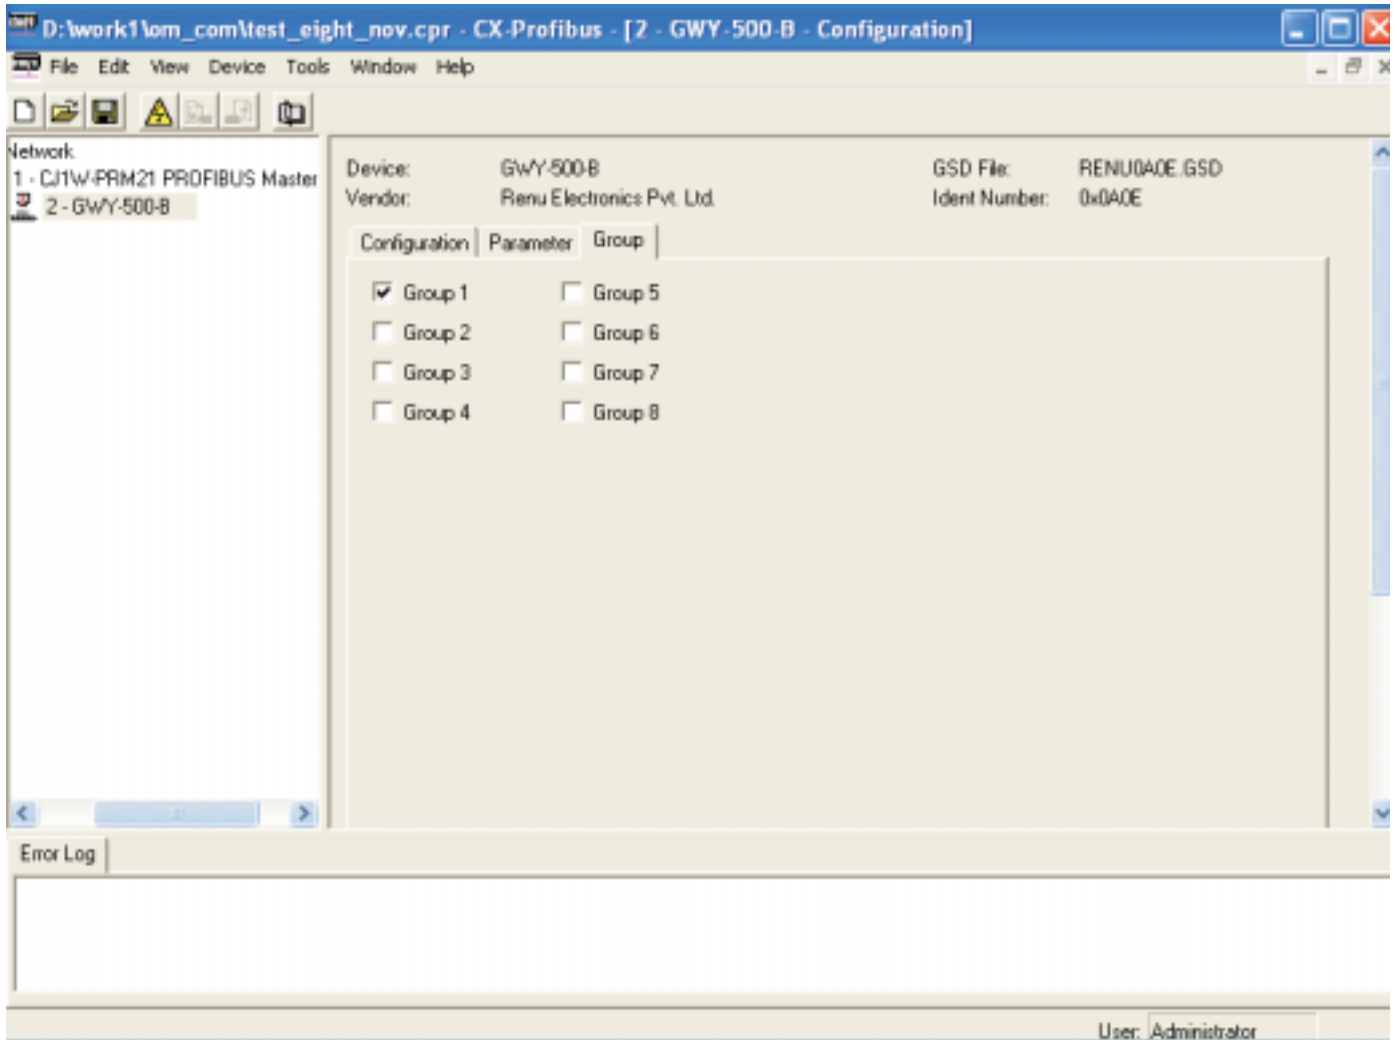 D:\work1\om_com\test_eight_nov.cpr - CX-Profibus - [2 - GWY-500-B - Configuration]
File Edit View Device Tools Window Help
Network
1 - CJ1W-PRM21 PROFIBUS Master
2 - GWY-500-B
Device: GWY-500-B GSD File: RENU0A0E.GSD
Vendor: Renu Electronics Pvt. Ltd. Ident Number: 0x0A0E
Configuration Parameter Group
Group 1 Group 5
Group 2 Group 6
Group 3 Group 7
Group 4 Group 8
Error Log
User: Administrator